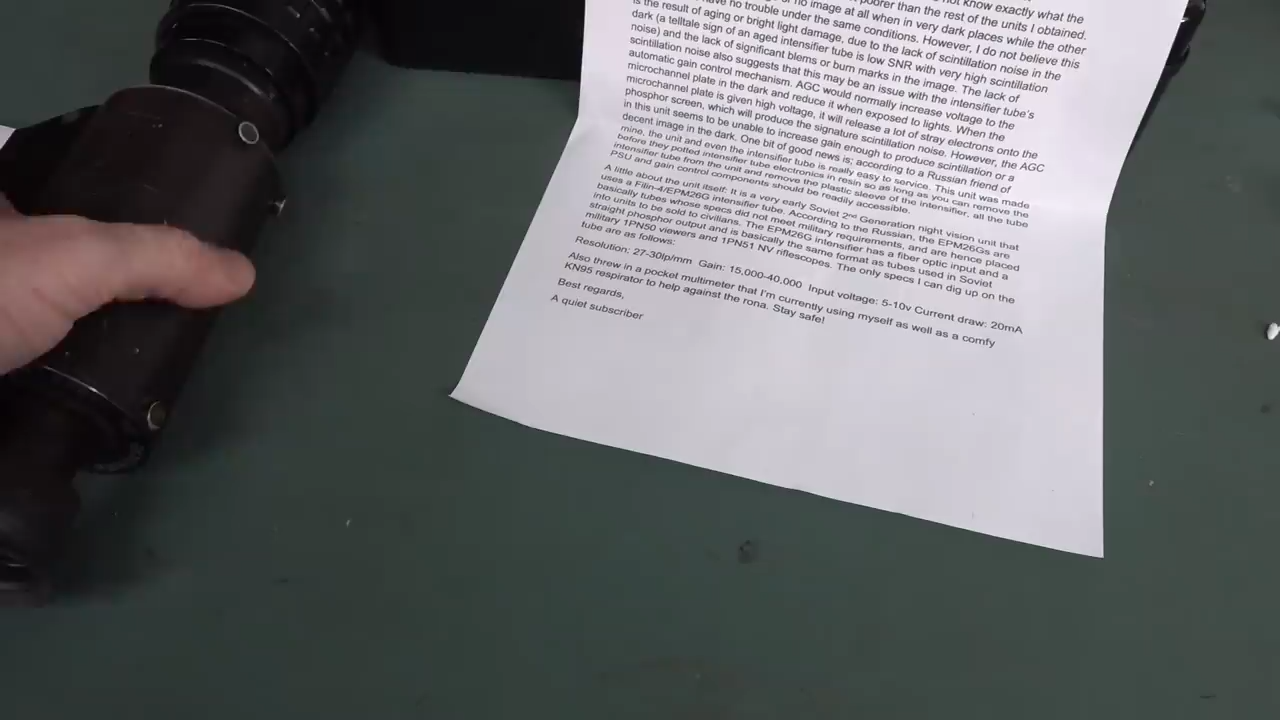 not know exactly what the
poorer than the rest of the units I obtained.
no image at all when in very dark places while the other
have no trouble under the same conditions. However, I do not believe this
is the result of aging or bright light damage, due to the lack of scintillation noise in the
dark (a telltale sign of an aged intensifier tube is low SNR with very high scintillation
noise) and the lack of significant blems or burn marks in the image. The lack of
scintillation noise also suggests that this may be an issue with the intensifier tube's
automatic gain control mechanism. AGC would normally increase voltage to the
microchannel plate in the dark and reduce it when exposed to lights. When the
microchannel plate is given high voltage, it will release a lot of stray electrons onto the
phosphor screen, which will produce the signature scintillation noise. However, the AGC
in this unit seems to be unable to increase gain enough to produce scintillation or a
decent image in the dark. One bit of good news is; according to a Russian friend of
mine, the unit and even the intensifier tube is really easy to service. This unit was made
before they potted intensifier tube electronics in resin so as long as you can remove the
intensifier tube from the unit and remove the plastic sleeve of the intensifier, all the tube
PSU and gain control components should be readily accessible.
A little about the unit itself: It is a very early Soviet 2nd Generation night vision unit that
uses a Filin-4/EPM26G intensifier tube. According to the Russian, the EPM26Gs are
basically tubes whose specs did not meet military requirements, and are hence placed
into units to be sold to civilians. The EPM26G intensifier has a fiber optic input and a
straight phosphor output and is basically the same format as tubes used in Soviet
military 1PN50 viewers and 1PN51 NV riflescopes. The only specs I can dig up on the
tube are as follows:
Resolution: 27-30lp/mm Gain: 15,000-40,000 Input voltage: 5-10v Current draw: 20mA
Also threw in a pocket multimeter that I'm currently using myself as well as a comfy
KN95 respirator to help against the rona. Stay safe!
Best regards,
A quiet subscriber